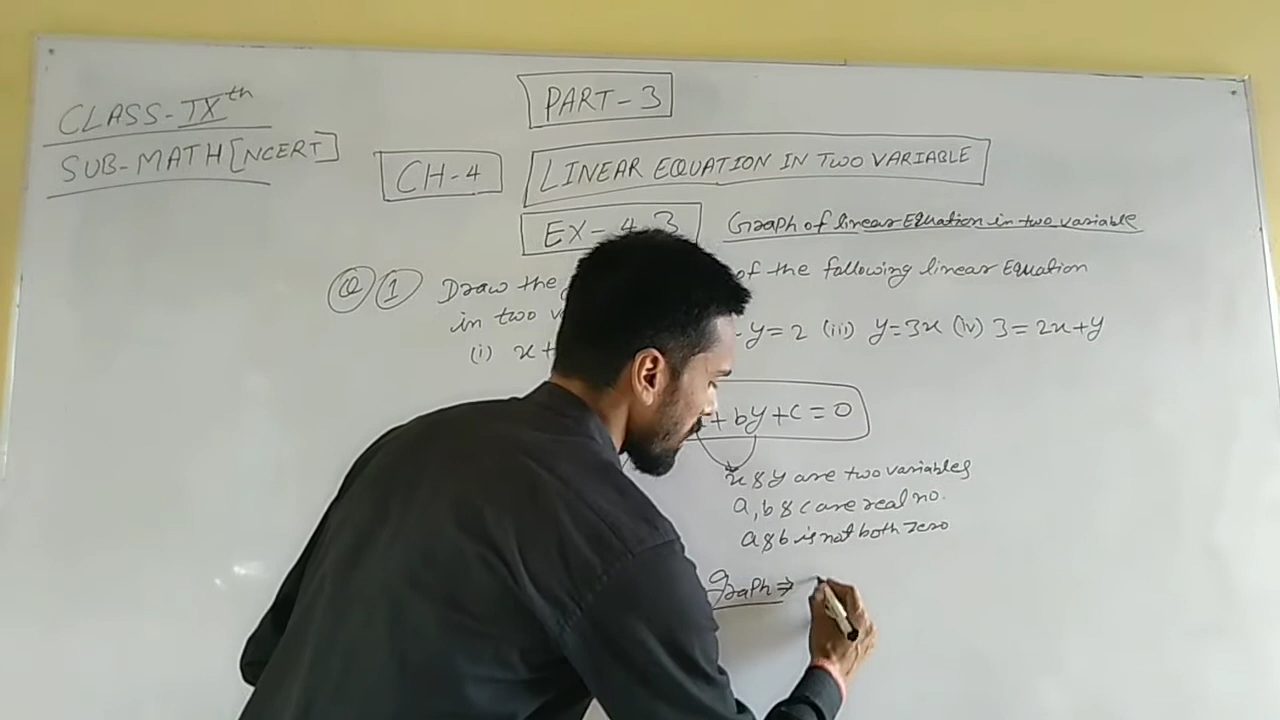 CLASS-IXth
PART-3
SUB-MATH[NCERT]
CH-4
LINEAR EQUATION IN TWO VARIABLE
EX-4.3
Graph of linear Equation in two variable
Q 1 Draw the of the following linear Equation
in two
(i) x+ -y=2 (iii) y=3x (iv) 3=2x+y
+by+c=0
x & y are two variables
a, b & c are real no.
a & b is not both zero
Graph ⇒